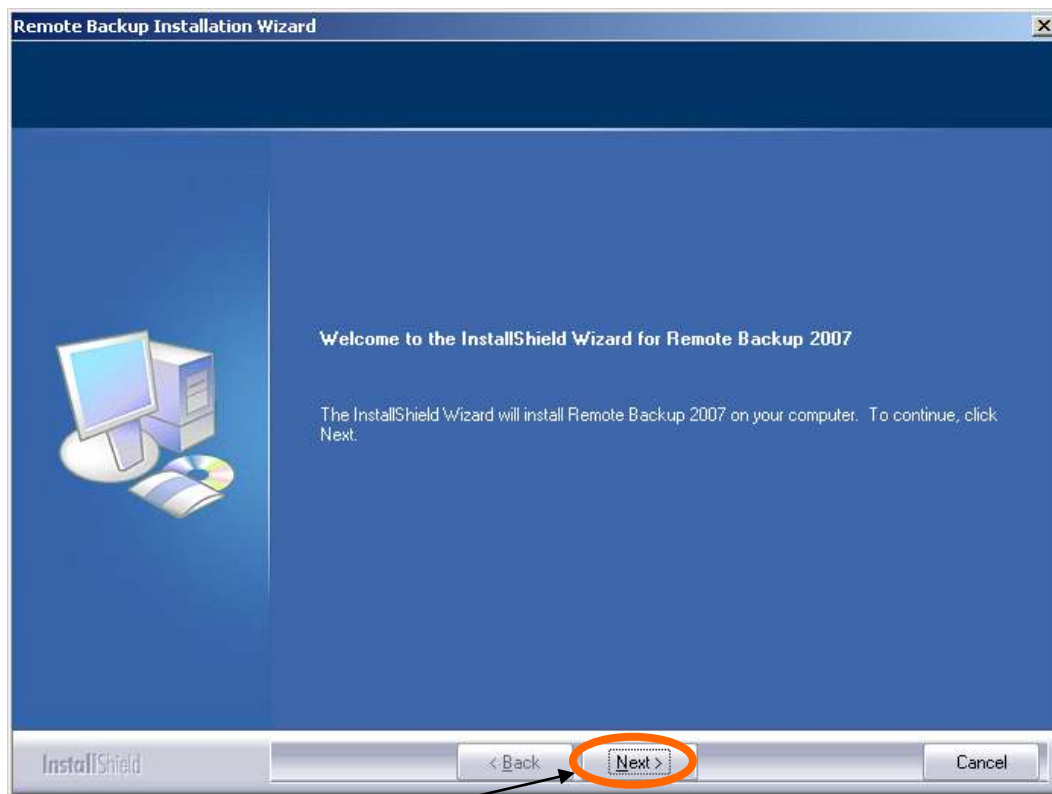 Remote Backup Installation Wizard
Welcome to the InstallShield Wizard for Remote Backup 2007
The InstallShield Wizard will install Remote Backup 2007 on your computer. To continue, click
Next.
InstallShield
< Back
Next >
Cancel